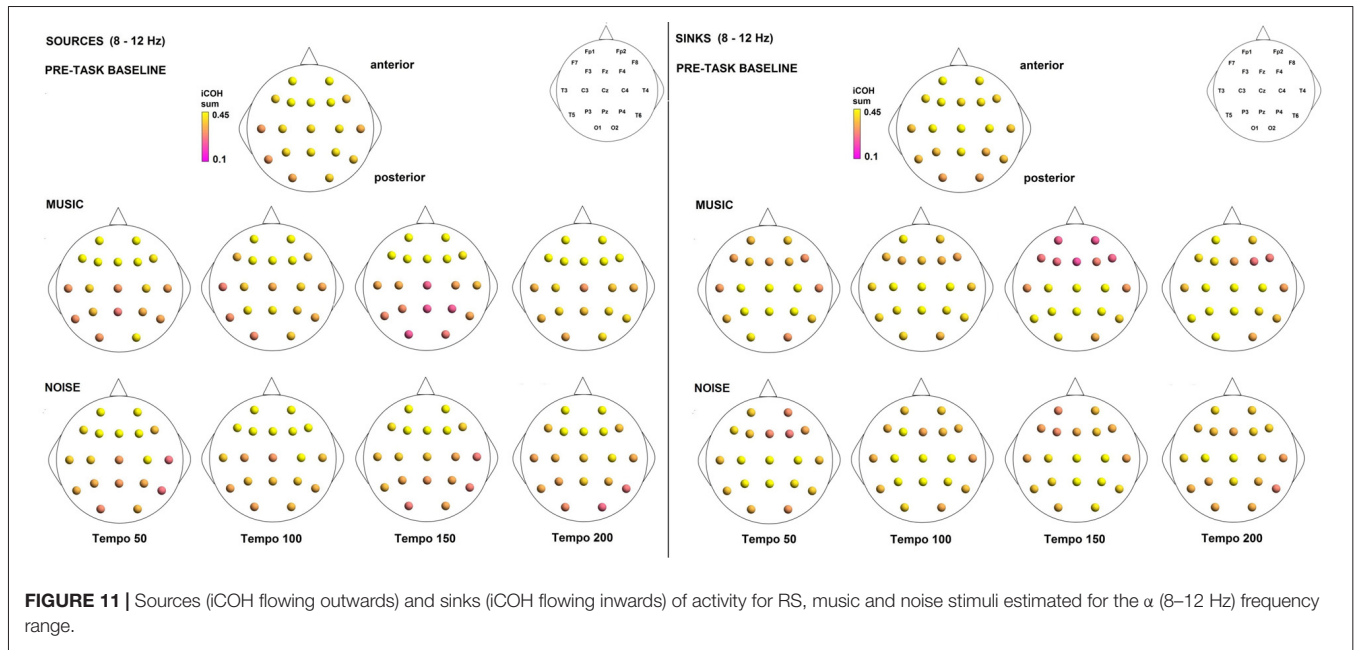 SOURCES (8 - 12 Hz)
PRE-TASK BASELINE
anterior
iCOH
sum
0.45
0.1
posterior
Fp1 Fp2
F7 F8
F3 Fz F4
T3 C3 Cz C4 T4
P3 Pz P4
T5 T6
O1 O2
MUSIC
NOISE
Tempo 50 Tempo 100 Tempo 150 Tempo 200
SINKS (8 - 12 Hz)
PRE-TASK BASELINE
anterior
iCOH
sum
0.45
0.1
posterior
Fp1 Fp2
F7 F8
F3 Fz F4
T3 C3 Cz C4 T4
P3 Pz P4
T5 T6
O1 O2
MUSIC
NOISE
Tempo 50 Tempo 100 Tempo 150 Tempo 200
FIGURE 11 | Sources (iCOH flowing outwards) and sinks (iCOH flowing inwards) of activity for RS, music and noise stimuli estimated for the α (8–12 Hz) frequency
range.